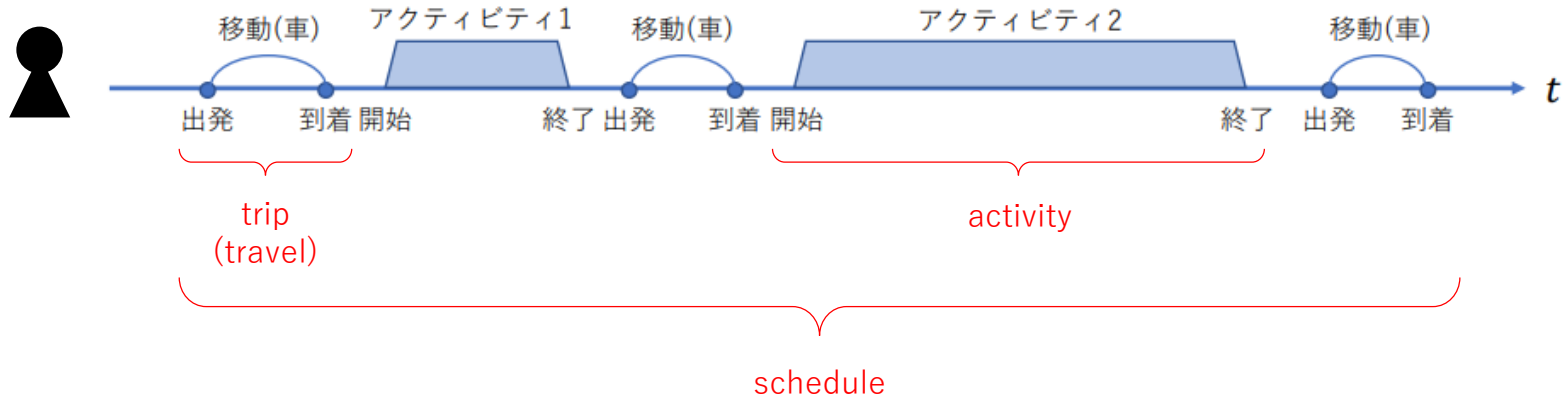 移動(車)
アクティビティ1
移動(車)
アクティビティ2
移動(車)
t
出発
到着
開始
終了
出発
到着
開始
終了
出発
到着
trip
(travel)
activity
schedule